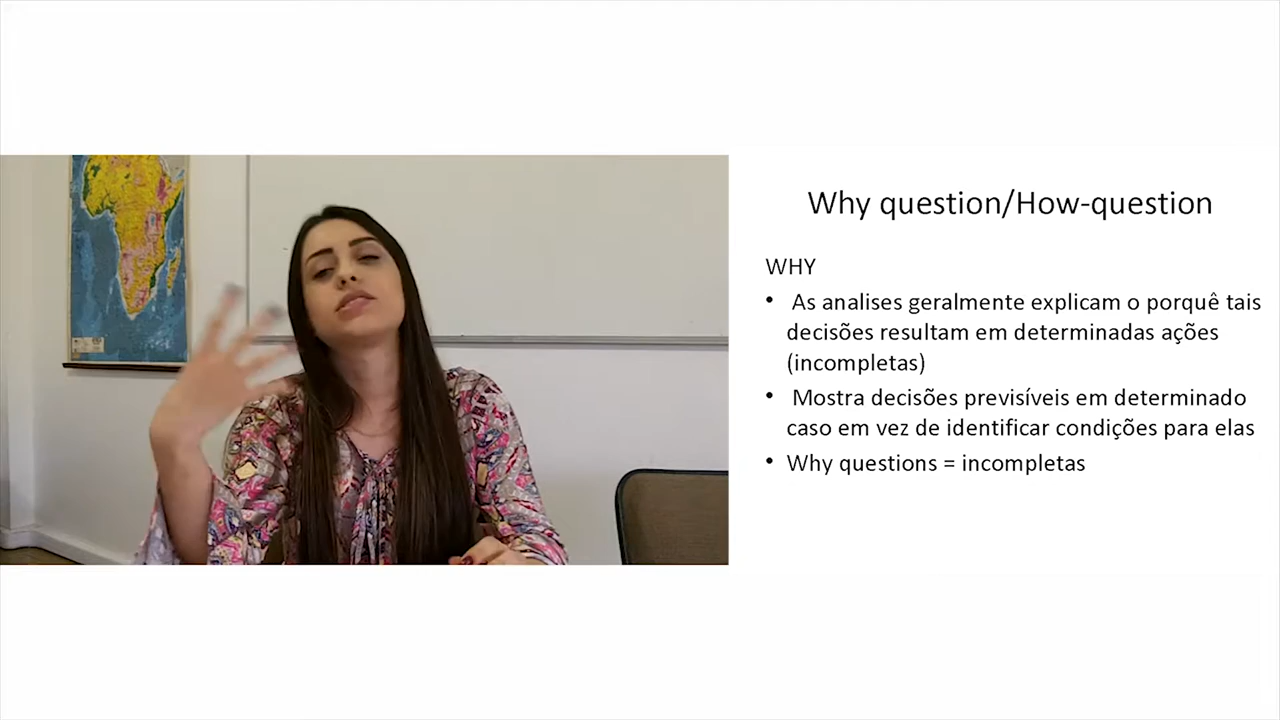 Why question/How-question
WHY
• As analises geralmente explicam o porquê tais
decisões resultam em determinadas ações
(incompletas)
• Mostra decisões previsíveis em determinado
caso em vez de identificar condições para elas
• Why questions = incompletas